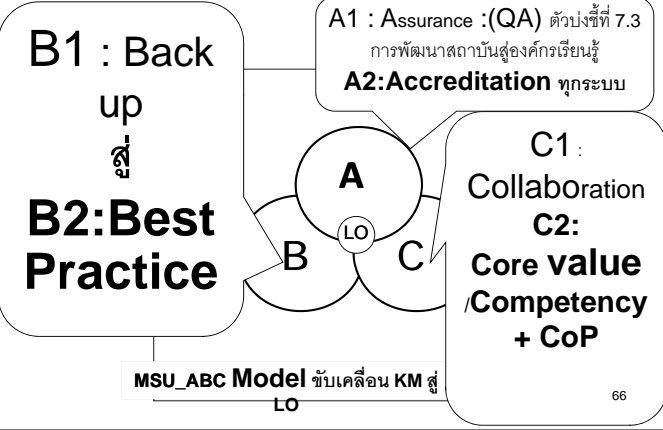 A1 : Assurance :(QA) ตัวบ่งชี้ที่ 7.3
การพัฒนาสถาบันสู่องค์กรเรียนรู้
A2:Accreditation ทุกระบบ
B1 : Back
up
สู่
B2:Best
Practice
C1 :
Collaboration
C2:
Core value
/Competency
+ CoP
A
LO
B
C
MSU_ABC Model ขับเคลื่อน KM สู่
LO
66